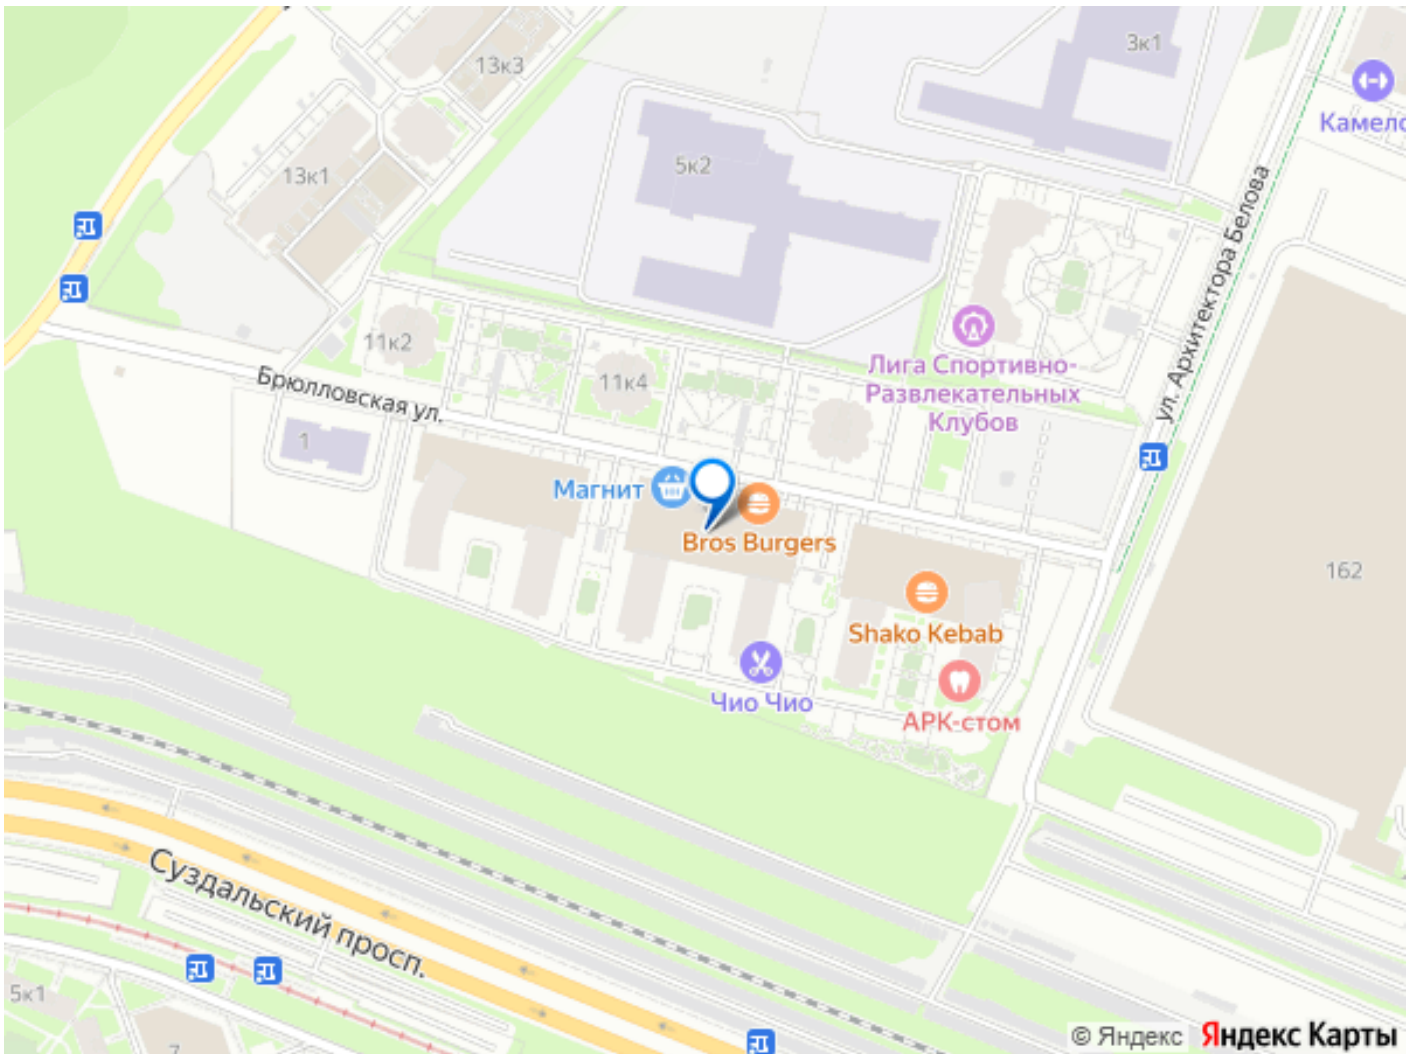 3к1
13к3
Камело
5к2
13к1
ул. Архитектора Белова
11к2
Лига Спортивно-
Развлекательных
Клубов
11к4
Брюлловская ул.
1
Магнит
Bros Burgers
162
Shako Kebab
Чио Чио
АРК-стом
Суздальский просп.
5к1
7
© Яндекс
Яндекс Карты